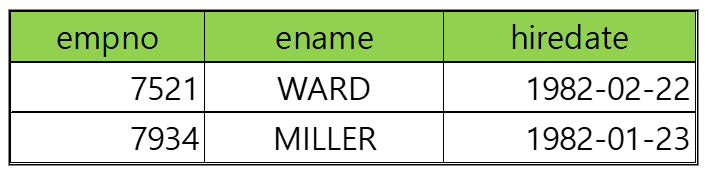 empno ename hiredate
7521 WARD 1982-02-22
7934 MILLER 1982-01-23